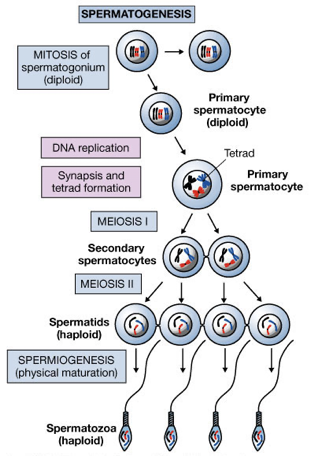 SPERMATOGENESIS
MITOSIS of
spermatogonium
(diploid)
Primary
spermatocyte
(diploid)
DNA replication
Synapsis and
tetrad formation
Tetrad
Primary
spermatocyte
MEIOSIS I
Secondary
spermatocytes
MEIOSIS II
Spermatids
(haploid)
SPERMIOGENESIS
(physical maturation)
Spermatozoa
(haploid)